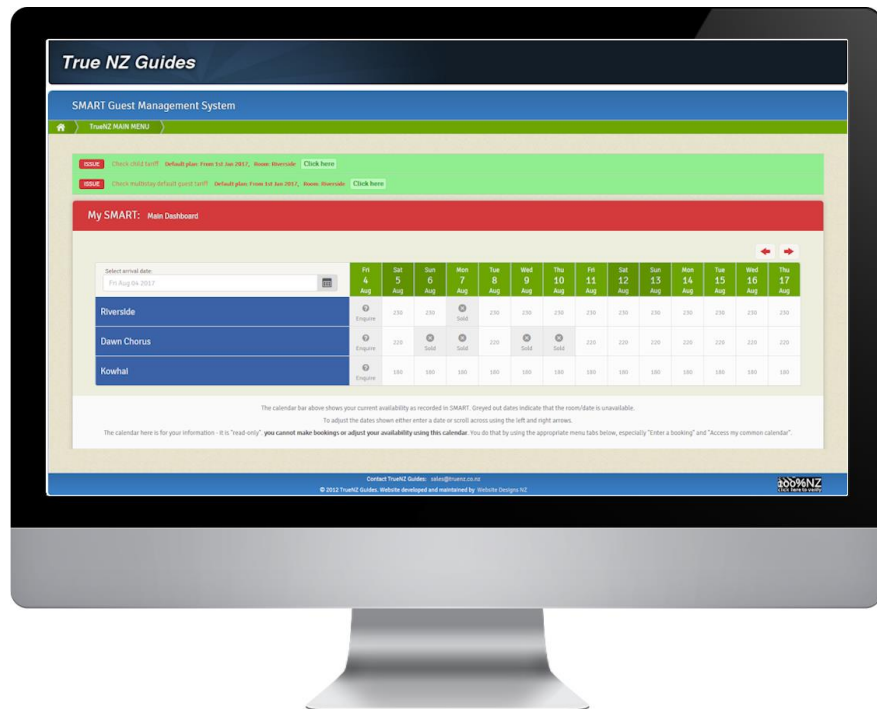 True NZ Guides
SMART Guest Management System
TrueNZ MAIN MENU
ISSUE Check child tariff Default plan: From 1st Jan 2017, Room: Riverside Click here
ISSUE Check multistay default guest tariff Default plan: From 1st Jan 2017, Room: Riverside Click here
My SMART: Main Dashboard
Select arrival date:
Fri Aug 04 2017
Fri Sat Sun Mon Tue Wed Thu Fri Sat Sun Mon Tue Wed Thu
4 5 6 7 8 9 10 11 12 13 14 15 16 17
Aug Aug Aug Aug Aug Aug Aug Aug Aug Aug Aug Aug Aug Aug
Riverside Enquire 230 230 Sold 230 230 230 230 230 230 230 230 230 230
Dawn Chorus Enquire 220 Sold Sold 220 Sold Sold 220 220 220 220 220 220 220
Kowhai Enquire 180 180 180 180 180 180 180 180 180 180 180 180 180
The calendar bar above shows your current availability as recorded in SMART. Greyed out dates indicate that the room/date is unavailable.
To adjust the dates shown either enter a date or scroll across using the left and right arrows.
The calendar here is for your information - it is "read-only", you cannot make bookings or adjust your availability using this calendar. You do that by using the appropriate menu tabs below, especially "Enter a booking" and "Access my common calendar".
Contact TrueNZ Guides: sales@truenz.co.nz
© 2012 TrueNZ Guides. Website developed and maintained by Website Designs NZ
100%NZ
click here to verify